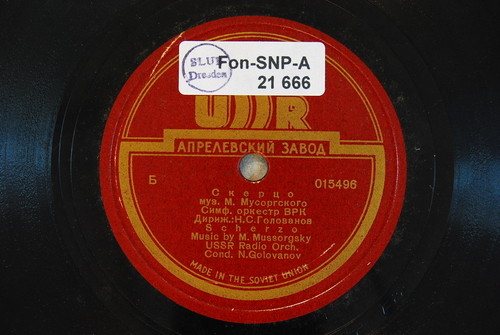 SLUB
Dresden
Fon-SNP-A
21 666
USSR
АПРЕЛЕВСКИЙ ЗАВОД
Б 015496
Скерцо
муз. М. Мусоргского
Симф. оркестр ВРК
Дириж.:Н.С.Голованов
Scherzo
Music by M. Mussorgsky
USSR Radio Orch.
Cond. N.Golovanov
MADE IN THE SOVIET UNION